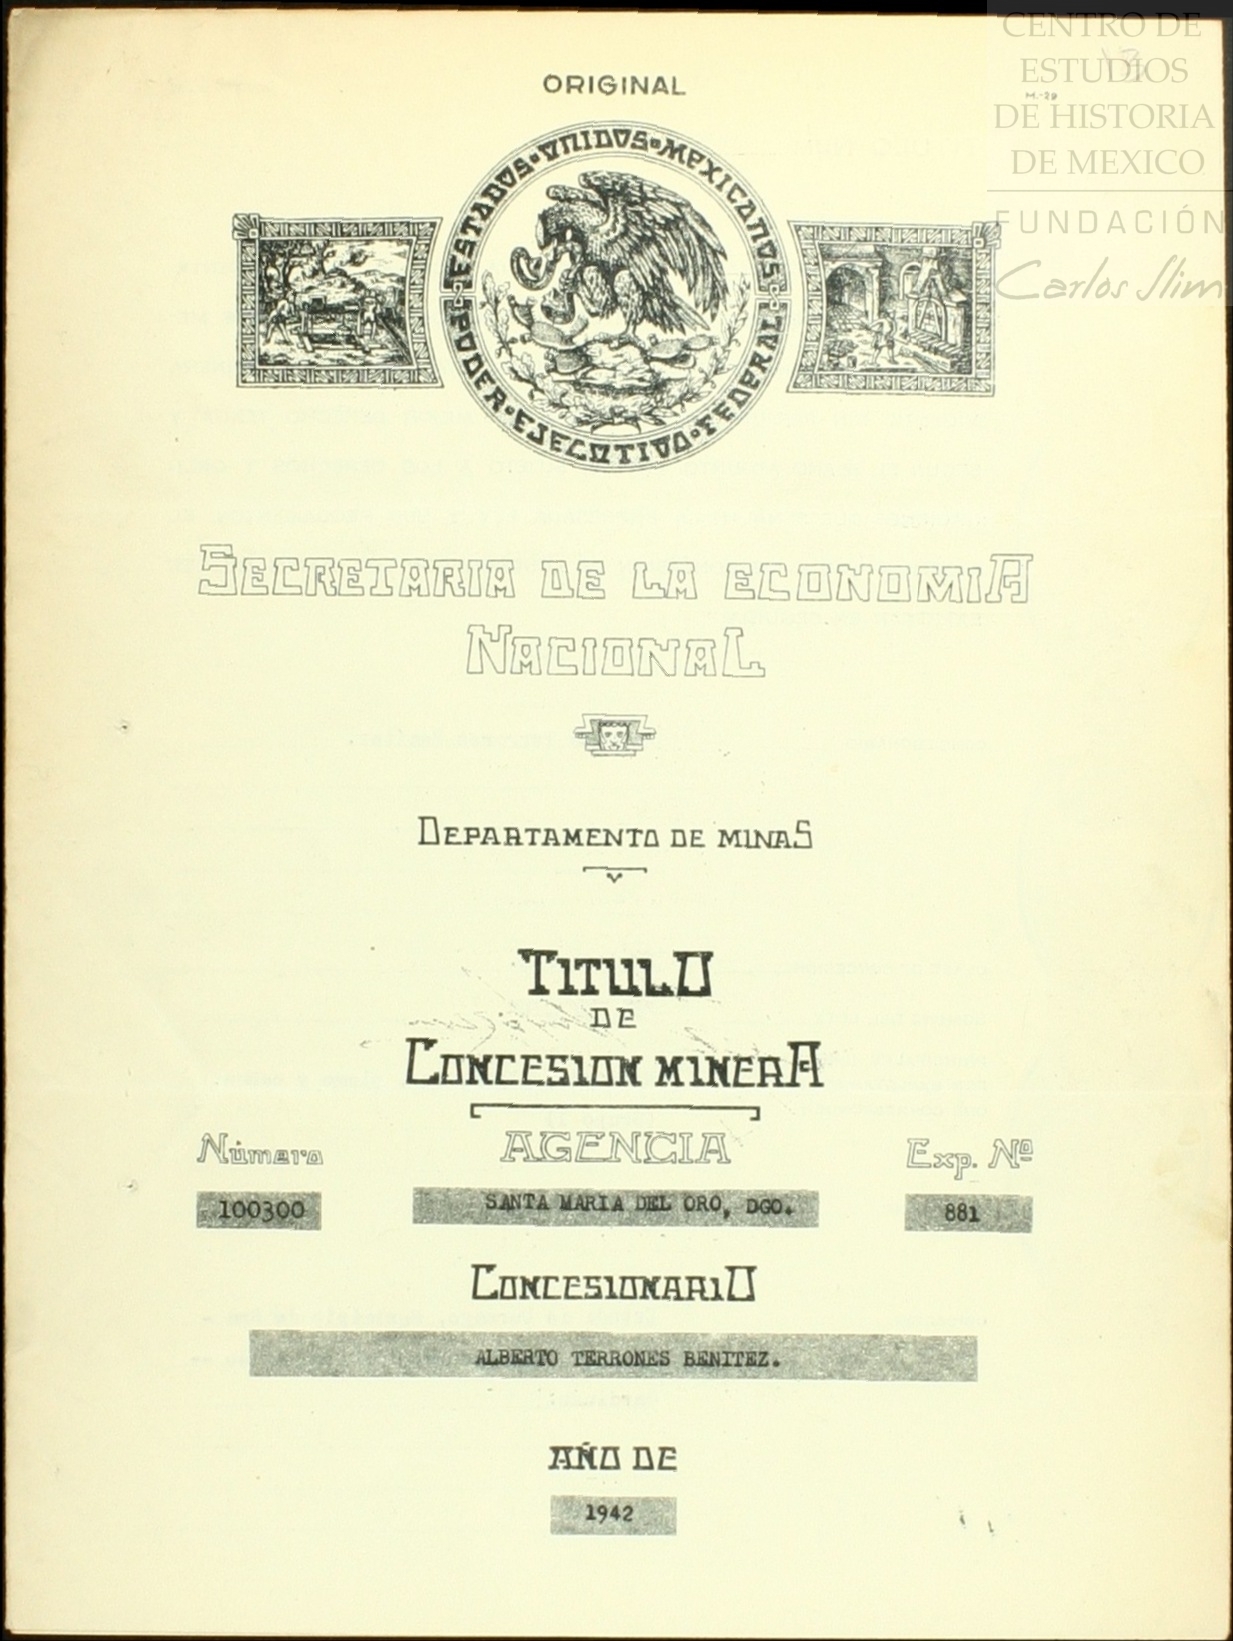 CENTRO DE
ESTUDIOS
DE HISTORIA
DE MEXICO
FUNDACIÓN
Carlos Slim
13
M.-29
ORIGINAL
ESTADOS·UNIDOS·MEXICANOS
PODER·EJECUTIVO·FEDERAL
SECRETARIA DE LA ECONOMIA
NACIONAL
DEPARTAMENTO DE MINAS
TITULO
DE
CONCESION MINERA
Número
AGENCIA
Exp. Nº
100300
SANTA MARIA DEL ORO, DGO.
881
CONCESIONARIO
ALBERTO TERRONES BENITEZ.
AÑO DE
1942